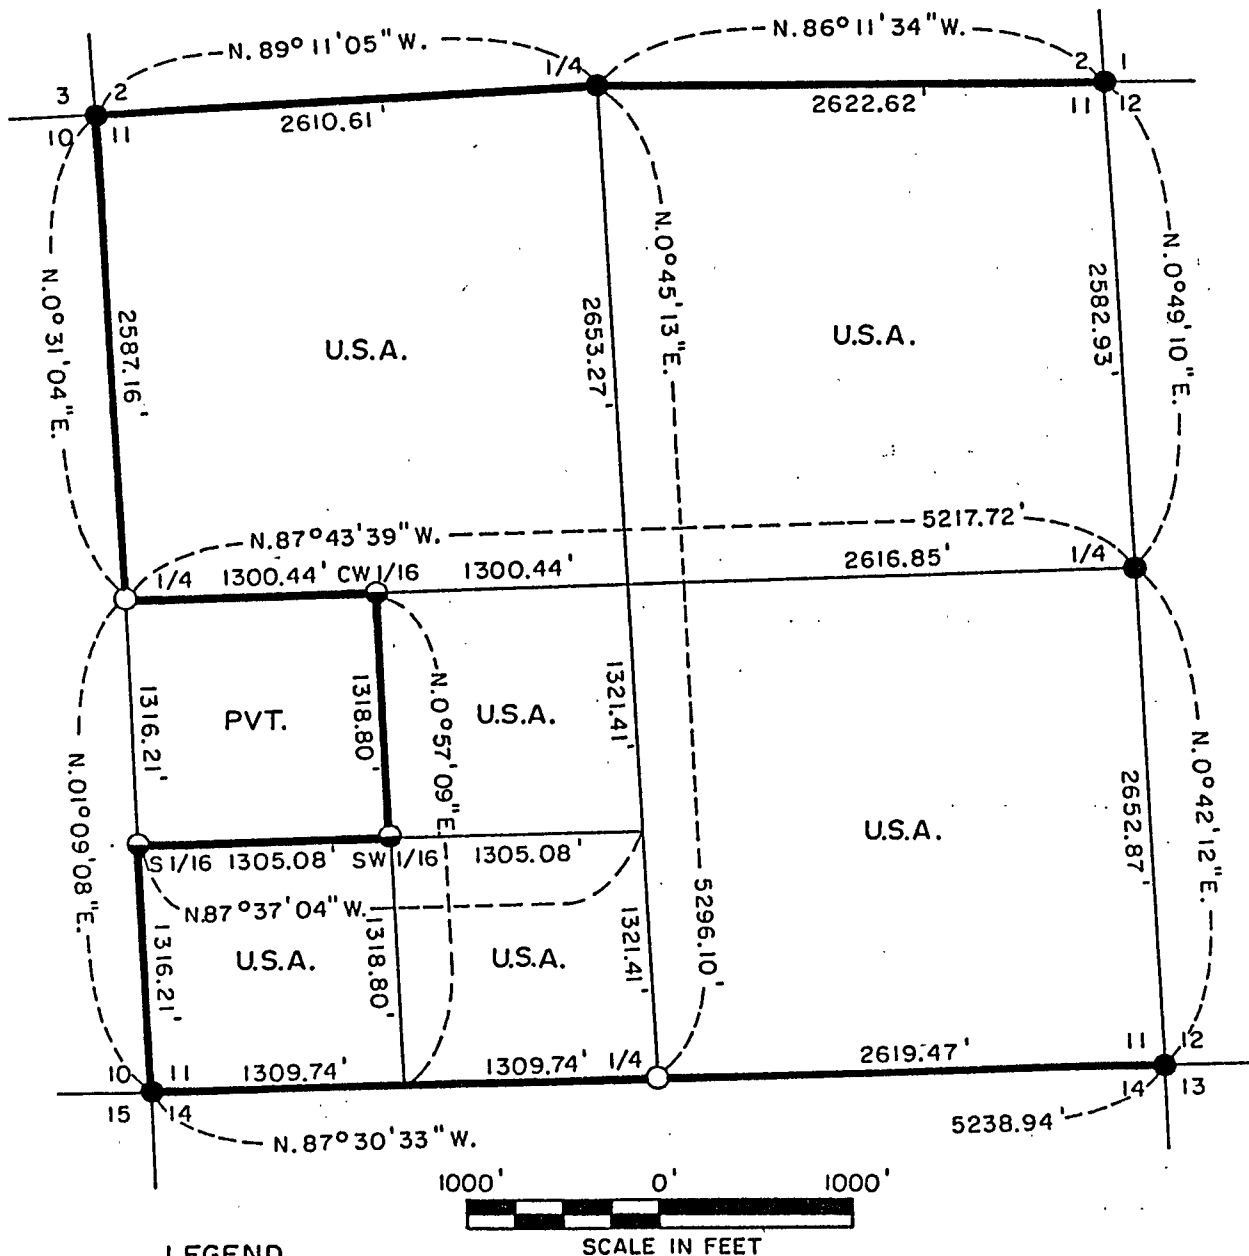 N. 89° 11' 05" W.
N. 86° 11' 34" W.
1/4
2 1
3 2
2610.61'
2622.62'
11 12
10 11
N. 0° 31' 04" E.
2587.16'
U.S.A.
2653.27'
N. 0° 45' 13" E.
U.S.A.
2582.93'
N. 0° 49' 10" E.
N. 87° 43' 39" W.
5217.72'
1/4 1300.44' CW 1/16 1300.44'
2616.85'
1/4
1316.21'
PVT.
1318.80'
N. 0° 57' 09" E.
U.S.A.
1321.41'
N. 01° 09' 08" E.
U.S.A.
2652.87'
N. 0° 42' 12" E.
S 1/16 1305.08' SW 1/16 1305.08'
N. 87° 37' 04" W.
1316.21'
U.S.A.
1318.80'
U.S.A.
1321.41'
5296.10'
10 11
1309.74'
1309.74'
1/4
2619.47'
11 12
15 14
N. 87° 30' 33" W.
5238.94'
14 13
1000' 0' 1000'
SCALE IN FEET
LEGEND